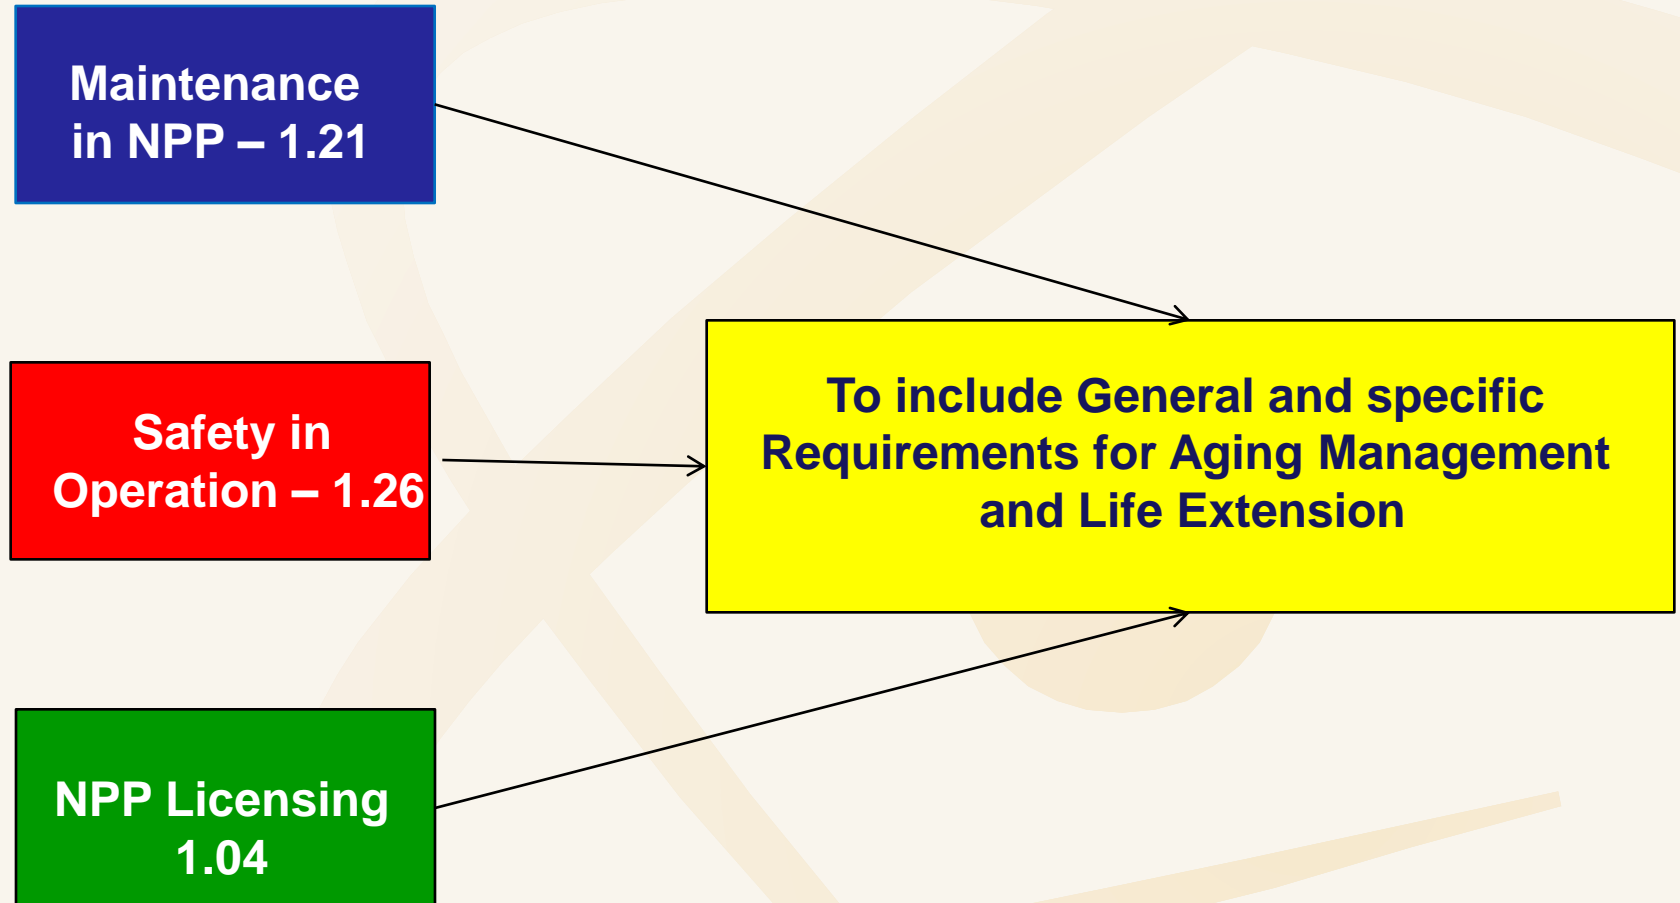 Maintenance
in NPP – 1.21
Safety in
Operation – 1.26
To include General and specific
Requirements for Aging Management
and Life Extension
NPP Licensing
1.04